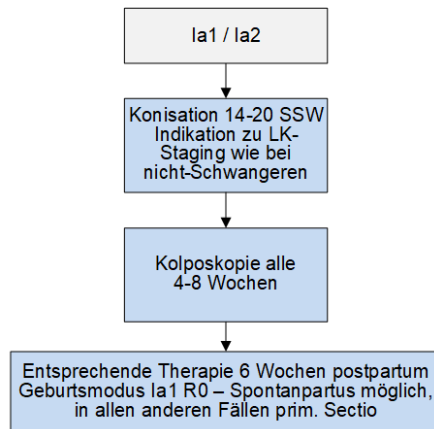 Ia1 / Ia2
Konisation 14-20 SSW
Indikation zu LK-
Staging wie bei
nicht-Schwangeren
Kolposkopie alle
4-8 Wochen
Entsprechende Therapie 6 Wochen postpartum
Geburtsmodus Ia1 R0 – Spontanpartus möglich,
in allen anderen Fällen prim. Sectio